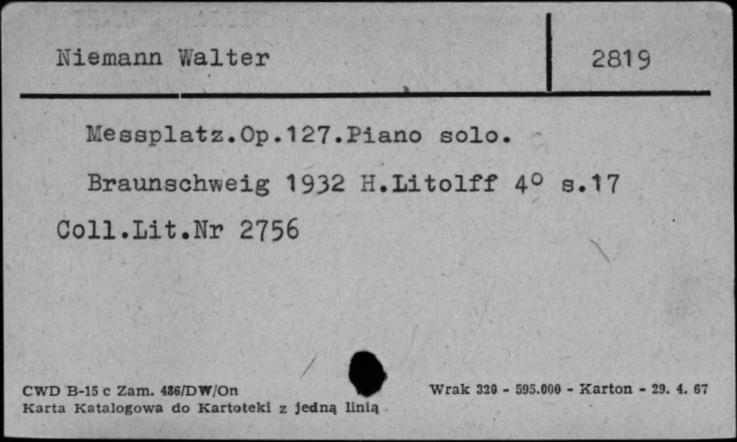 Niemann Walter 2819
Messplatz.Op.127.Piano solo.
Braunschweig 1932 H.Litolff 4° s.17
Coll.Lit.Nr 2756
CWD B-15 c Zam. 486/DW/On Wrak 320 - 595.000 - Karton - 29. 4. 67
Karta Katalogowa do Kartoteki z jedną linią